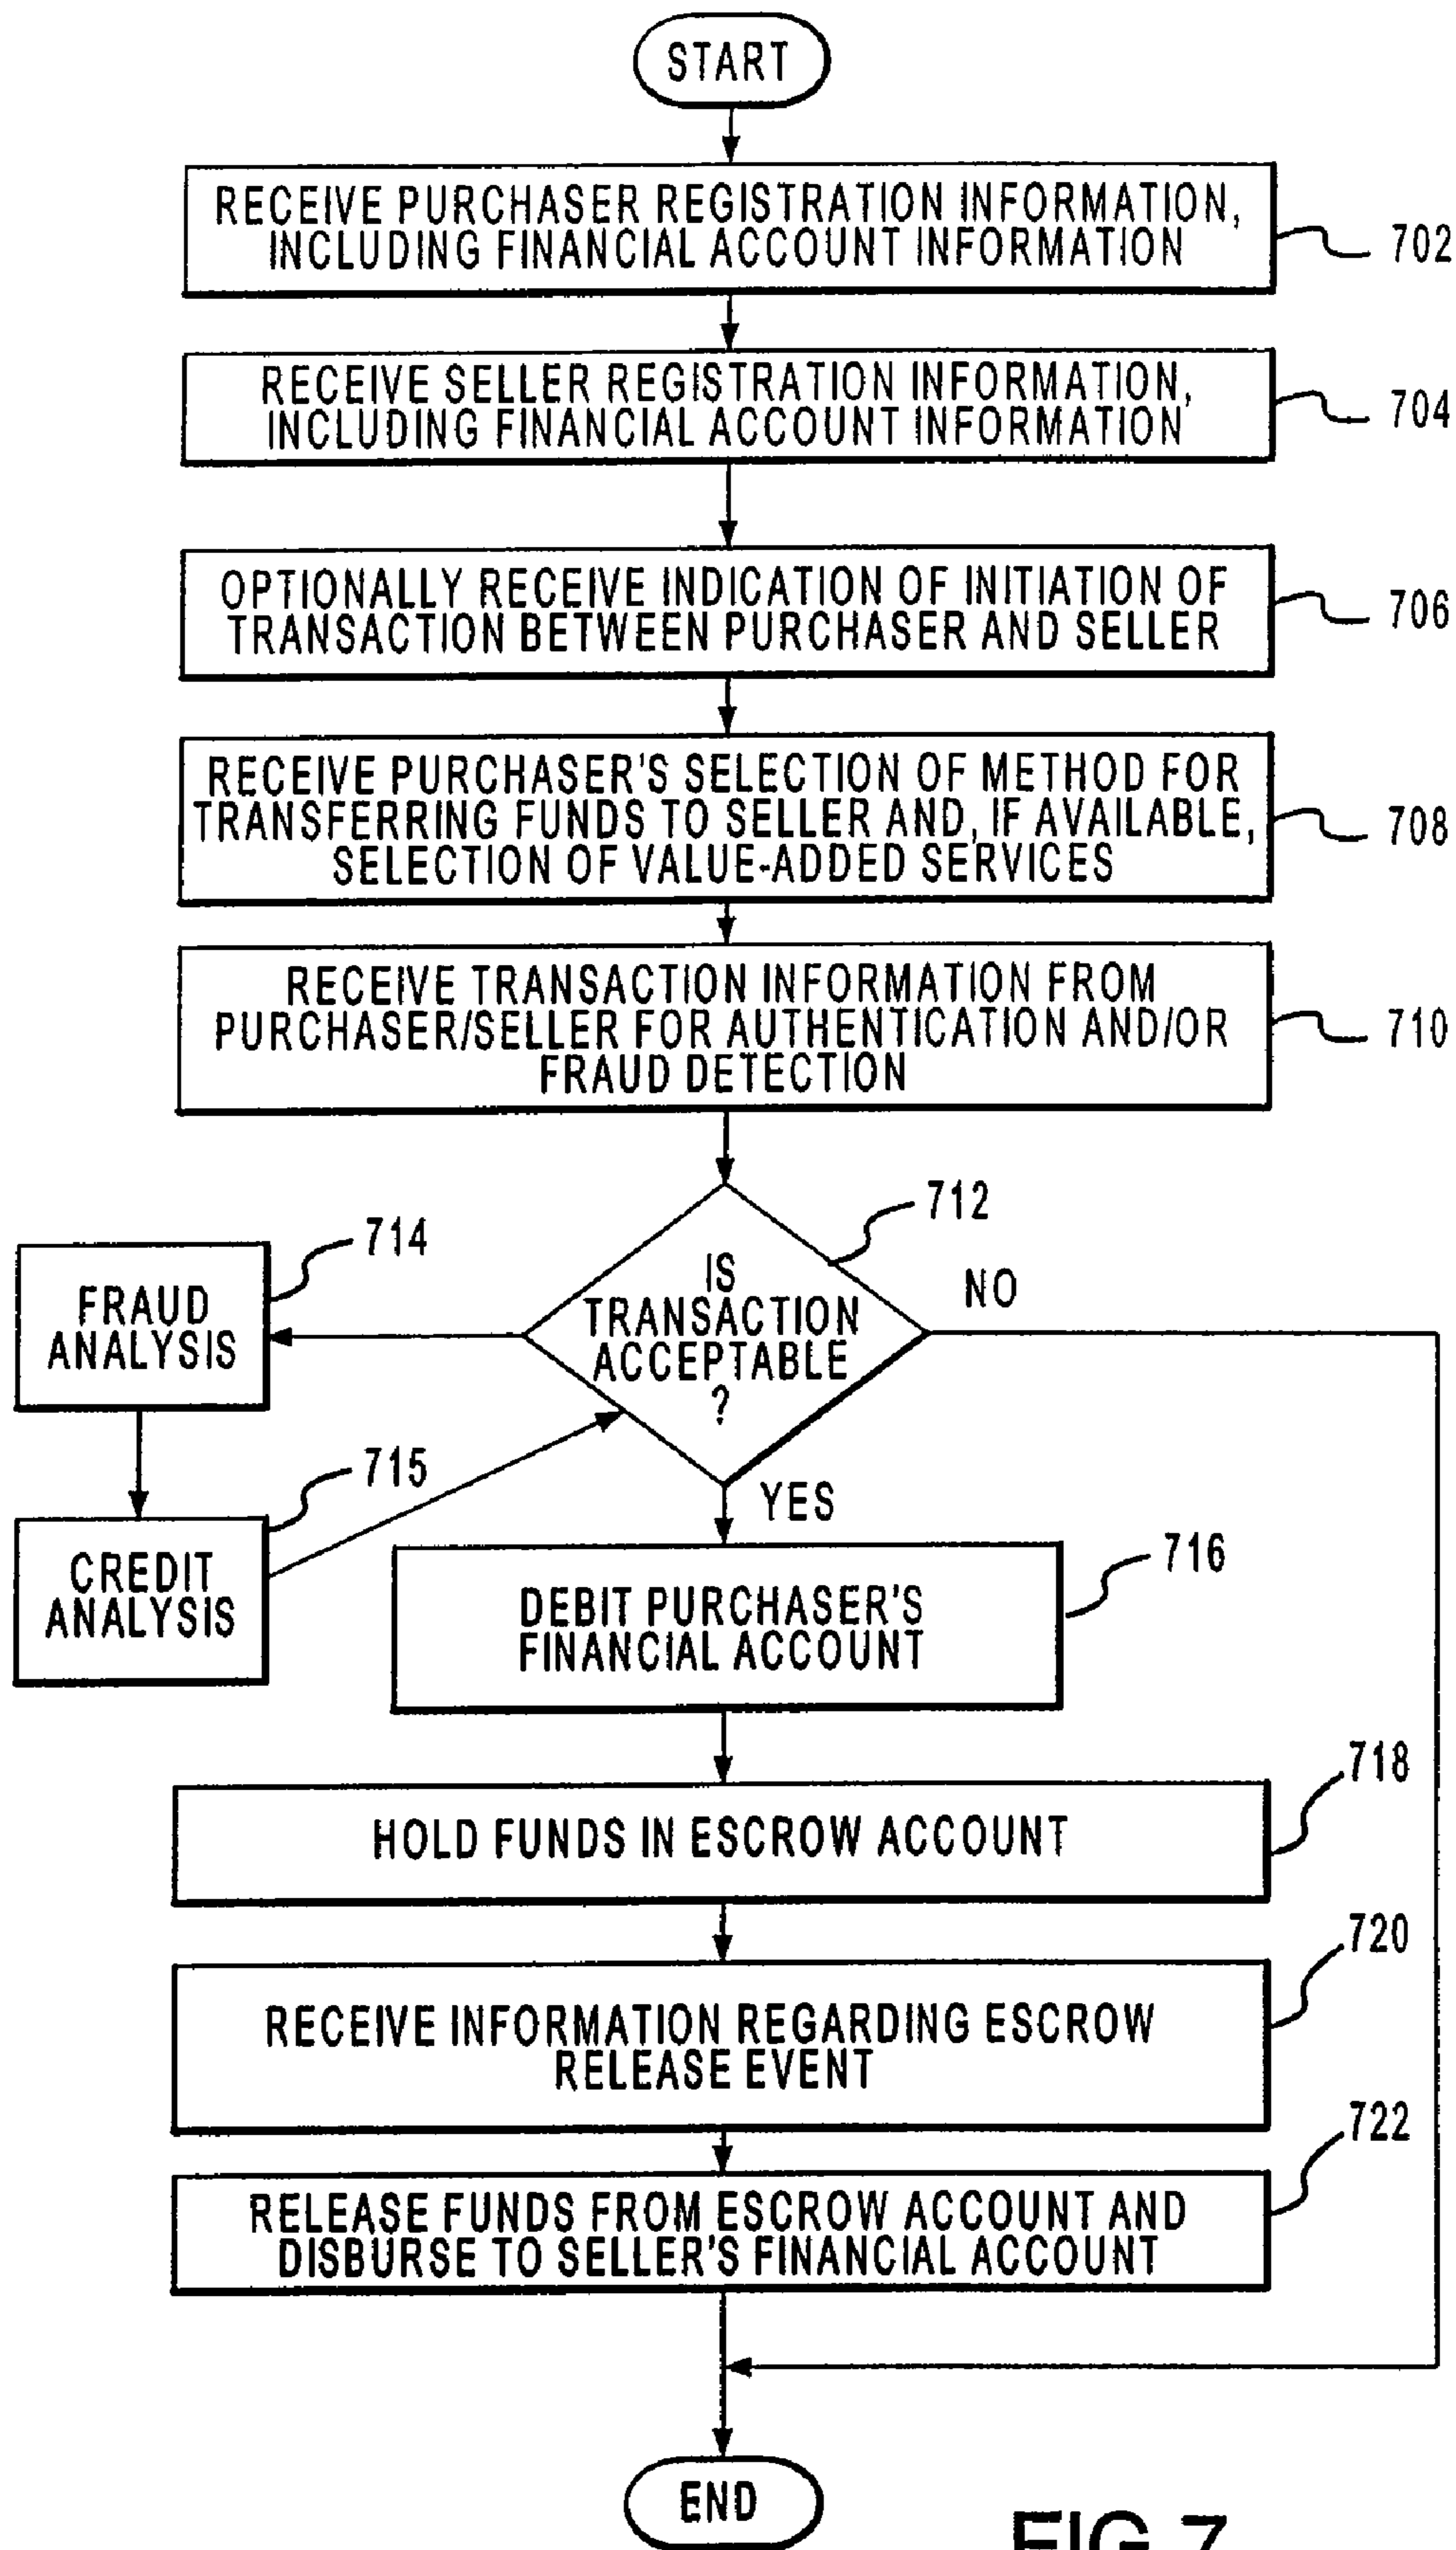 START
RECEIVE PURCHASER REGISTRATION INFORMATION,
INCLUDING FINANCIAL ACCOUNT INFORMATION
702
RECEIVE SELLER REGISTRATION INFORMATION,
INCLUDING FINANCIAL ACCOUNT INFORMATION
704
OPTIONALLY RECEIVE INDICATION OF INITIATION OF
TRANSACTION BETWEEN PURCHASER AND SELLER
706
RECEIVE PURCHASER'S SELECTION OF METHOD FOR
TRANSFERRING FUNDS TO SELLER AND, IF AVAILABLE,
SELECTION OF VALUE-ADDED SERVICES
708
RECEIVE TRANSACTION INFORMATION FROM
PURCHASER/SELLER FOR AUTHENTICATION AND/OR
FRAUD DETECTION
710
712
IS
TRANSACTION
ACCEPTABLE
?
NO
714
FRAUD
ANALYSIS
715
CREDIT
ANALYSIS
YES
716
DEBIT PURCHASER'S
FINANCIAL ACCOUNT
718
HOLD FUNDS IN ESCROW ACCOUNT
720
RECEIVE INFORMATION REGARDING ESCROW
RELEASE EVENT
722
RELEASE FUNDS FROM ESCROW ACCOUNT AND
DISBURSE TO SELLER'S FINANCIAL ACCOUNT
END
FIG.7